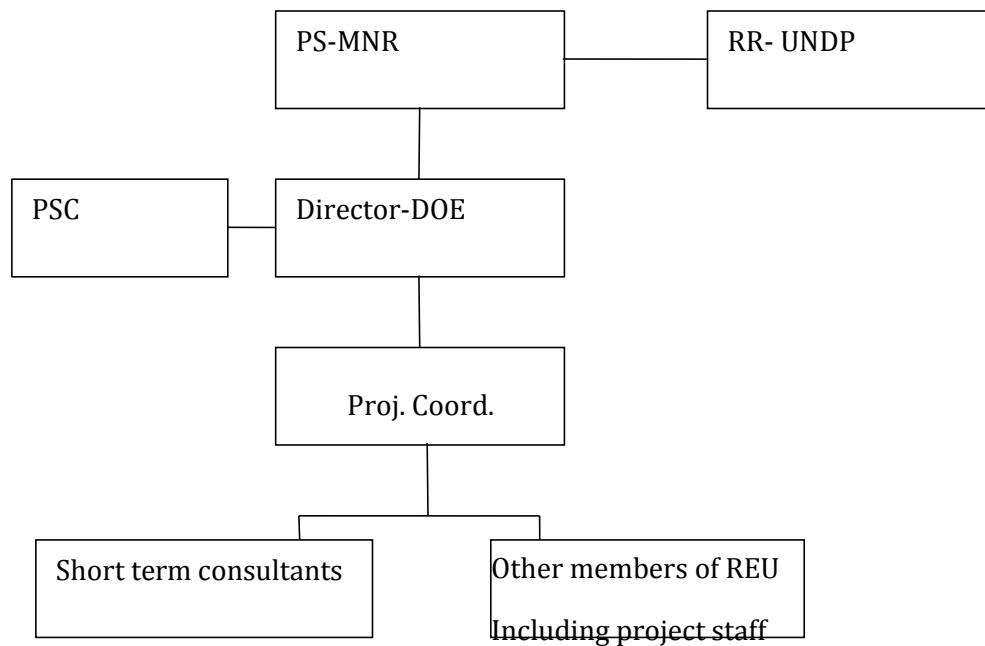 PS-MNR
RR- UNDP
PSC
Director-DOE
Proj. Coord.
Short term consultants
Other members of REU
Including project staff